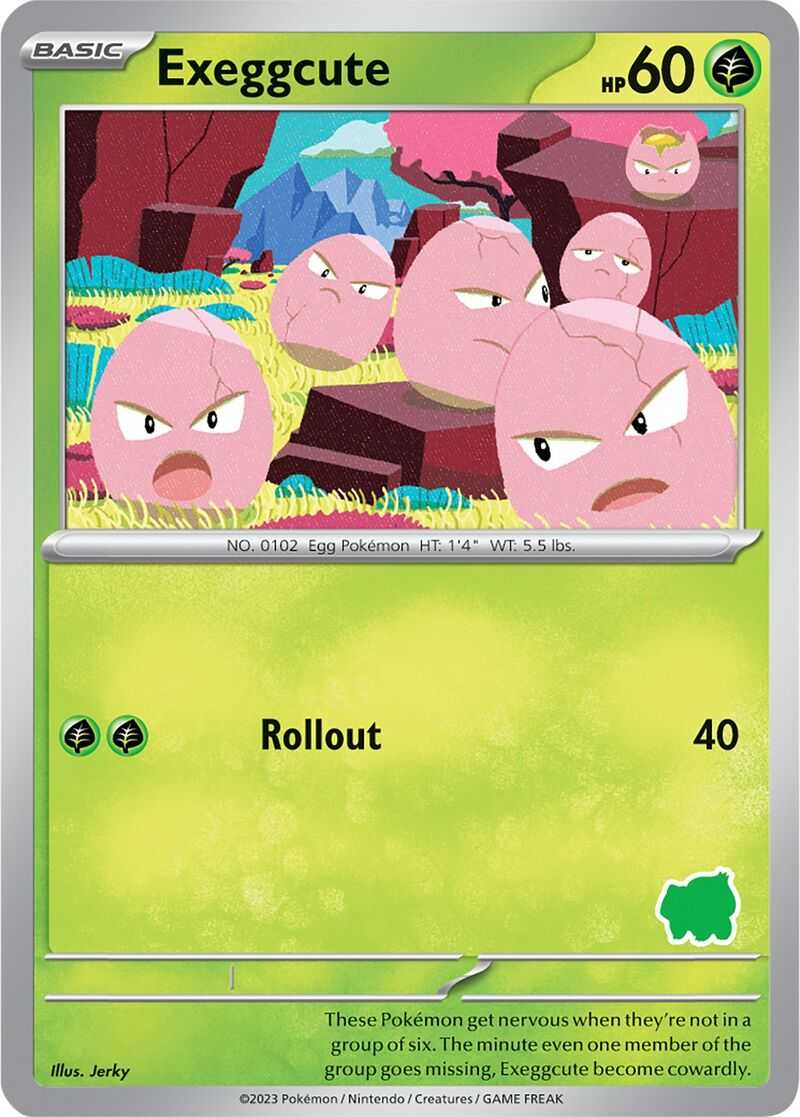 BASIC
Exeggcute
HP 60
NO. 0102 Egg Pokémon HT: 1'4" WT: 5.5 lbs.
Rollout 40
These Pokémon get nervous when they're not in a
group of six. The minute even one member of the
group goes missing, Exeggcute become cowardly.
Illus. Jerky
©2023 Pokémon / Nintendo / Creatures / GAME FREAK